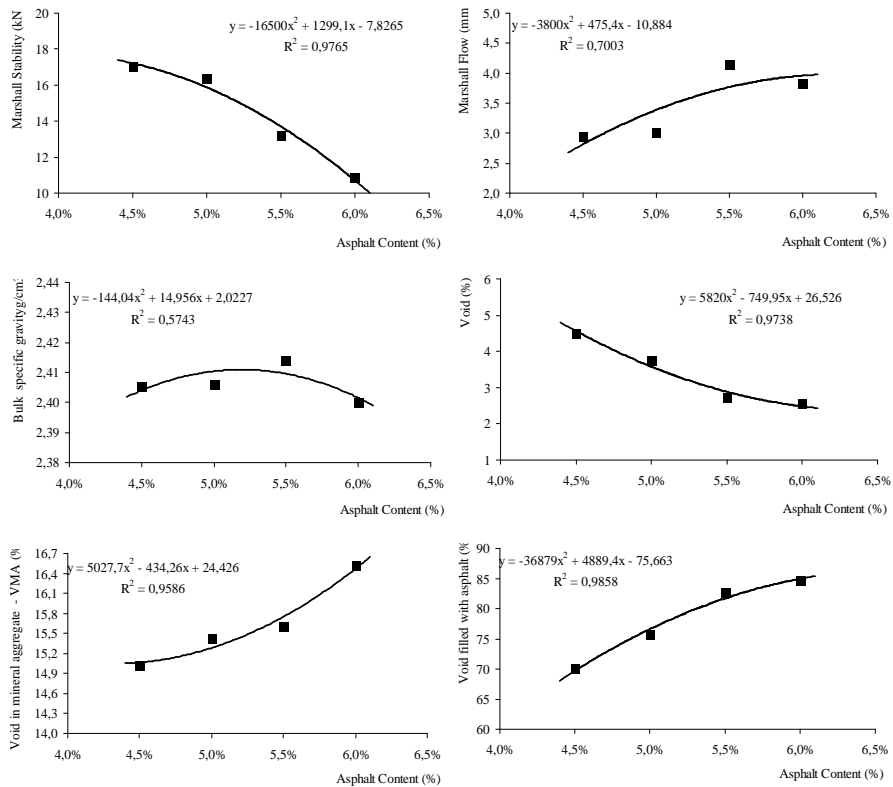 y = -16500x² + 1299,1x - 7,8265
R² = 0,9765
Marshall Stability (kN
20
18
16
14
12
10
4,0% 4,5% 5,0% 5,5% 6,0% 6,5%
Asphalt Content (%)
y = -3800x² + 475,4x - 10,884
R² = 0,7003
Marshall Flow (mm
5,0
4,5
4,0
3,5
3,0
2,5
2,0
4,0% 4,5% 5,0% 5,5% 6,0% 6,5%
Asphalt Content (%)
y = -144,04x² + 14,956x + 2,0227
R² = 0,5743
Bulk specific gravityg/cm3
2,44
2,43
2,42
2,41
2,40
2,39
2,38
4,0% 4,5% 5,0% 5,5% 6,0% 6,5%
Asphalt Content (%)
y = 5820x² - 749,95x + 26,526
R² = 0,9738
Void (%)
6
5
4
3
2
1
4,0% 4,5% 5,0% 5,5% 6,0% 6,5%
Asphalt Content (%)
y = 5027,7x² - 434,26x + 24,426
R² = 0,9586
Void in mineral aggregate - VMA (%
16,7
16,4
16,1
15,8
15,5
15,2
14,9
14,6
14,3
14,0
4,0% 4,5% 5,0% 5,5% 6,0% 6,5%
Asphalt Content (%)
y = -36879x² + 4889,4x - 75,663
R² = 0,9858
Void filled with asphalt (%
90
85
80
75
70
65
60
4,0% 4,5% 5,0% 5,5% 6,0% 6,5%
Asphalt Content (%)